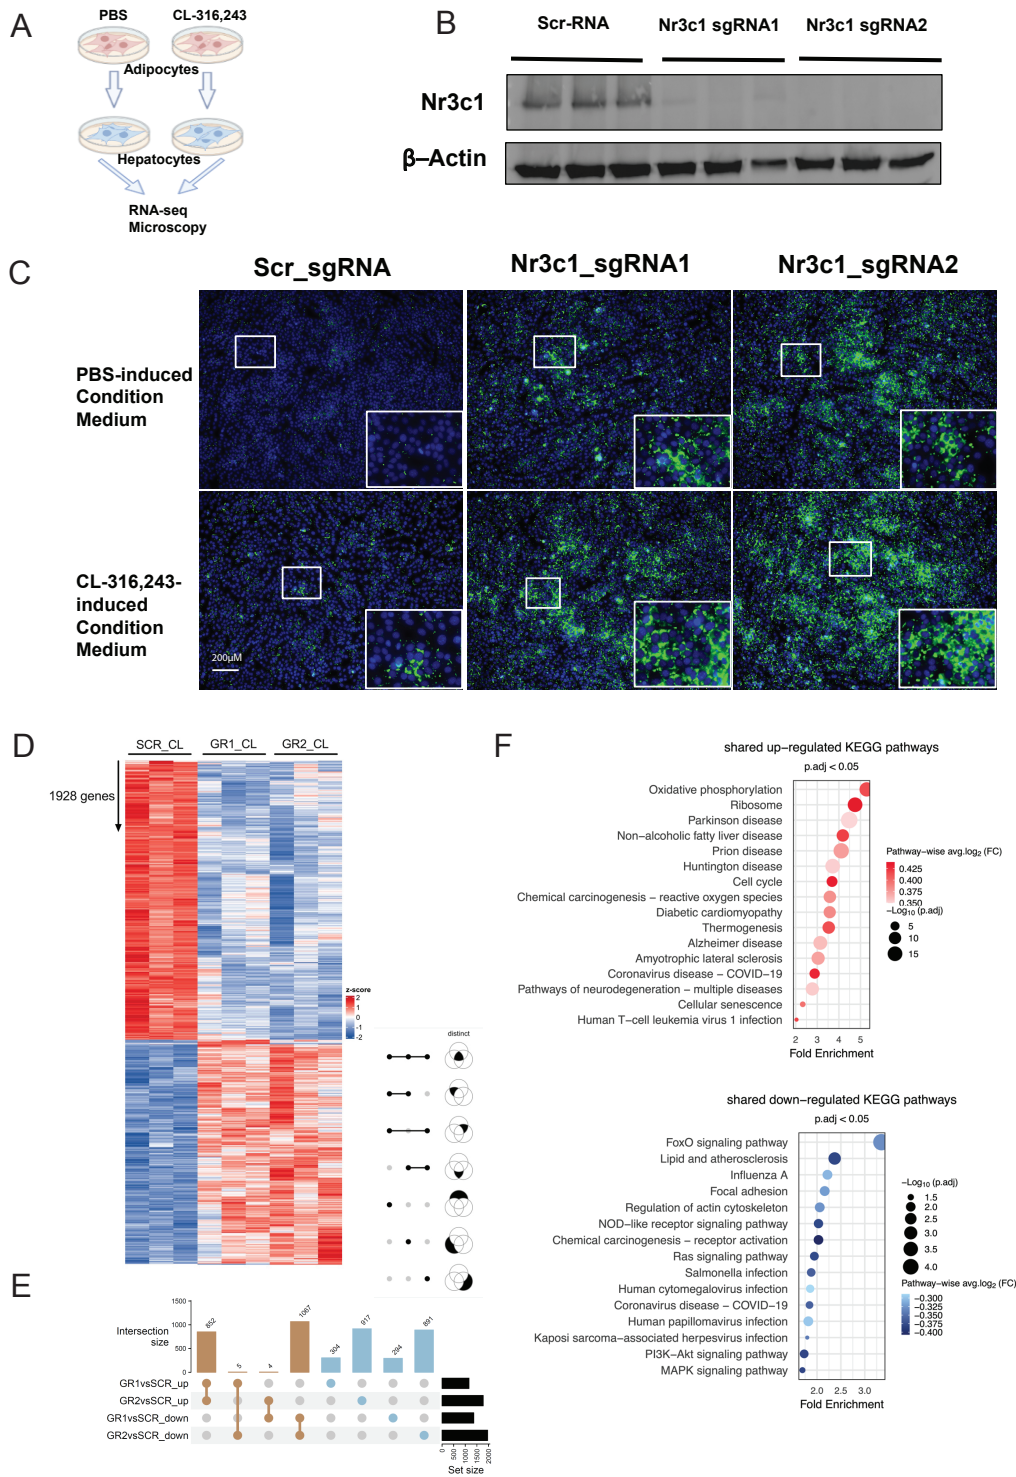 A
PBS
CL-316,243
Adipocytes
Hepatocytes
RNA-seq
Microscopy
B
Scr-RNA
Nr3c1 sgRNA1
Nr3c1 sgRNA2
Nr3c1
β–Actin
C
Scr_sgRNA
Nr3c1_sgRNA1
Nr3c1_sgRNA2
PBS-induced
Condition
Medium
CL-316,243-
induced
Condition
Medium
200µM
D
SCR_CL
GR1_CL
GR2_CL
1928 genes
z-score
2
1
0
-1
-2
distinct
E
1500
1000
500
0
Intersection
size
852
5
4
1067
304
917
294
891
GR1vsSCR_up
GR2vsSCR_up
GR1vsSCR_down
GR2vsSCR_down
0
500
1000
1500
2000
Set size
F
shared up-regulated KEGG pathways
p.adj < 0.05
Oxidative phosphorylation
Ribosome
Parkinson disease
Non-alcoholic fatty liver disease
Prion disease
Huntington disease
Cell cycle
Chemical carcinogenesis – reactive oxygen species
Diabetic cardiomyopathy
Thermogenesis
Alzheimer disease
Amyotrophic lateral sclerosis
Coronavirus disease – COVID-19
Pathways of neurodegeneration – multiple diseases
Cellular senescence
Human T-cell leukemia virus 1 infection
2 3 4 5
Fold Enrichment
Pathway-wise avg.log2 (FC)
0.425
0.400
0.375
0.350
-Log10 (p.adj)
5
10
15
shared down-regulated KEGG pathways
p.adj < 0.05
FoxO signaling pathway
Lipid and atherosclerosis
Influenza A
Focal adhesion
Regulation of actin cytoskeleton
NOD-like receptor signaling pathway
Chemical carcinogenesis – receptor activation
Ras signaling pathway
Salmonella infection
Human cytomegalovirus infection
Coronavirus disease – COVID-19
Human papillomavirus infection
Kaposi sarcoma-associated herpesvirus infection
PI3K-Akt signaling pathway
MAPK signaling pathway
2.0 2.5 3.0
Fold Enrichment
-Log10 (p.adj)
1.5
2.0
2.5
3.0
3.5
4.0
Pathway-wise avg.log2 (FC)
-0.300
-0.325
-0.350
-0.375
-0.400